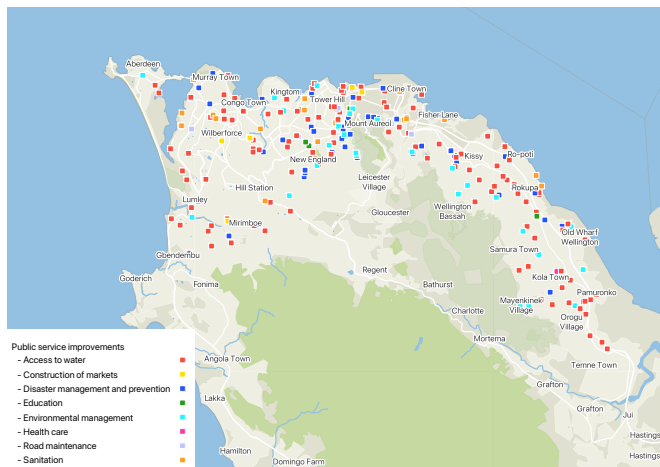 Aberdeen
Murray Town
Kingtom
Cline Town
Congo Town
Tower Hill
Fisher Lane
Mount Aureol
Wilberforce
New England
Kissy
Ro-poti
Leicester
Village
Hill Station
Rokupa
Lumley
Gloucester
Wellington
Bassah
Mirimboe
Old Wharf
Wellington
Samura Town
Gbendembu
Goderich
Regent
Kola Town
Fonima
Bathurst
Pamuronko
Mayenkineh
Village
Charlotte
Orogu
Village
Mortema
Public service improvements
- Access to water
- Construction of markets
- Disaster management and prevention
- Education
- Environmental management
- Health care
- Road maintenance
- Sanitation
Angola Town
Temne Town
Grafton
Lakka
Grafton
Jui
Hastings
Hamilton
Domingo Farm
Hastings